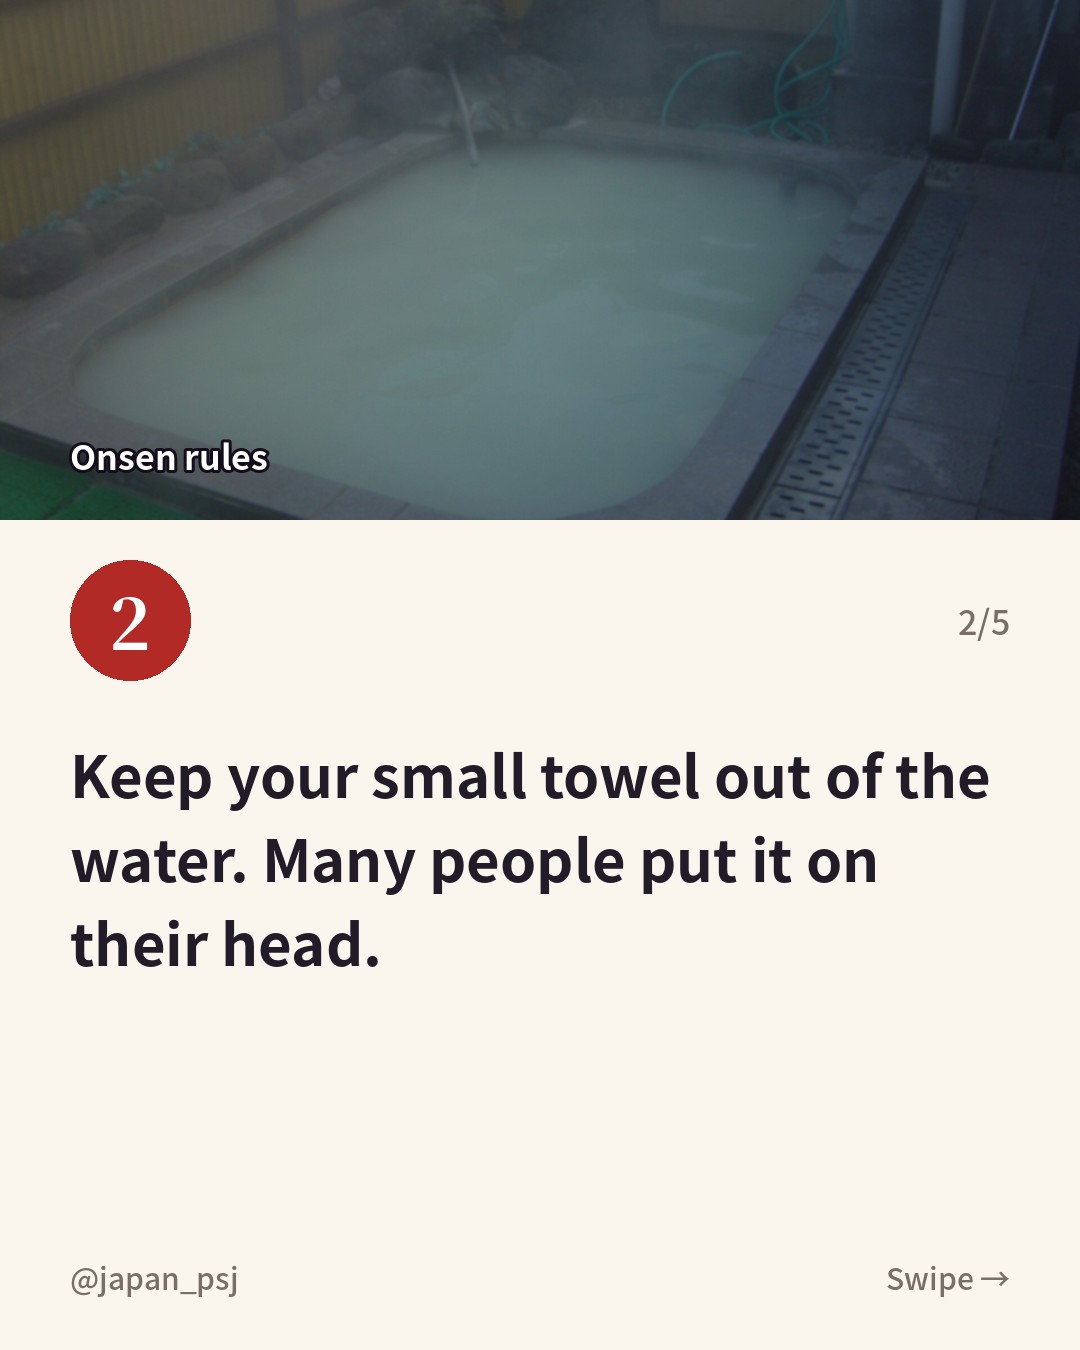 Onsen rules
2
2/5
Keep your small towel out of the
water. Many people put it on
their head.
@japan_psj
Swipe →